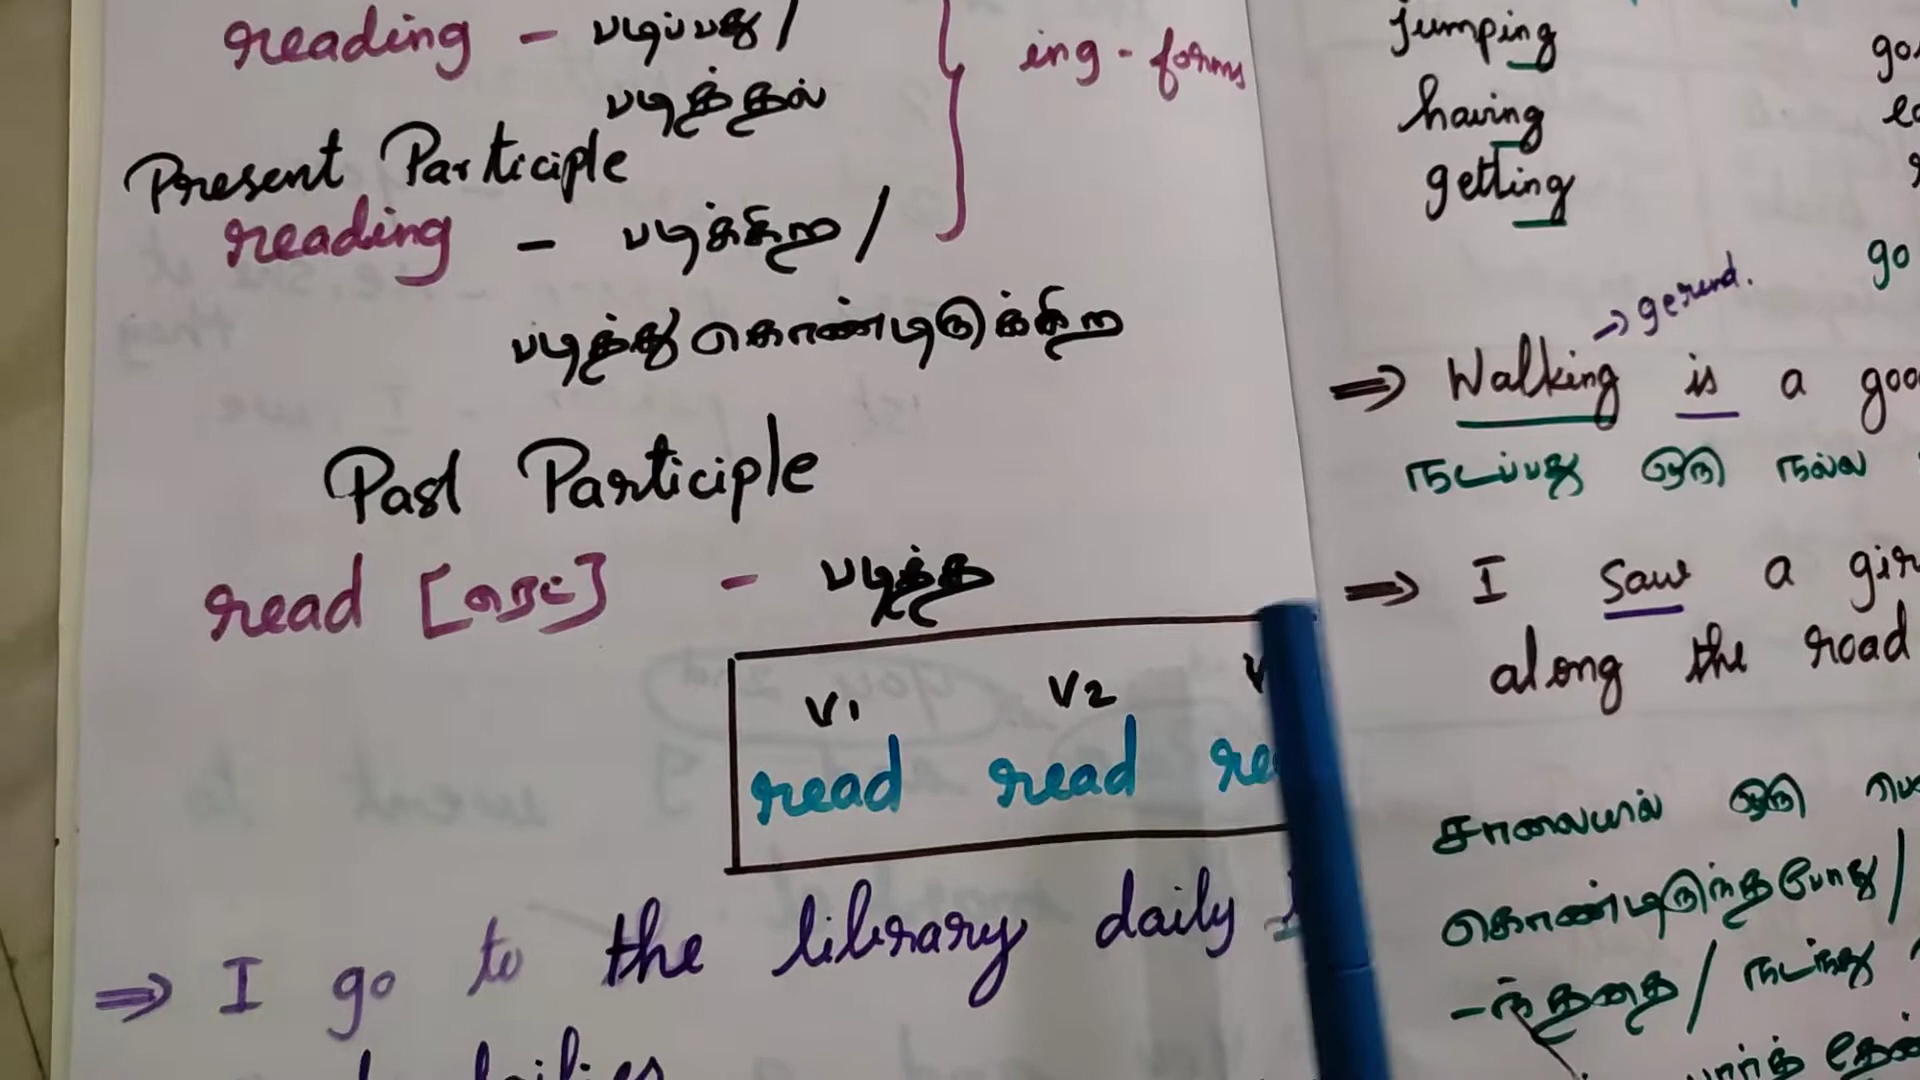 reading - படிப்பது /
படித்தல்
ing - forms
Present Participle
reading - படிக்கிற /
படித்து கொண்டிருக்கிற
Past Participle
read [ரெட்] - படித்த
V1 V2
read read
⇒ I go to the library daily
jumping
having
getting
go
→ gerund.
⇒ Walking is a
நடப்பது ஒரு நல்ல
⇒ I saw a
along the road
சாலையில் ஒரு
கொண்டிருந்தபோது /
-ந்ததை / நடந்து